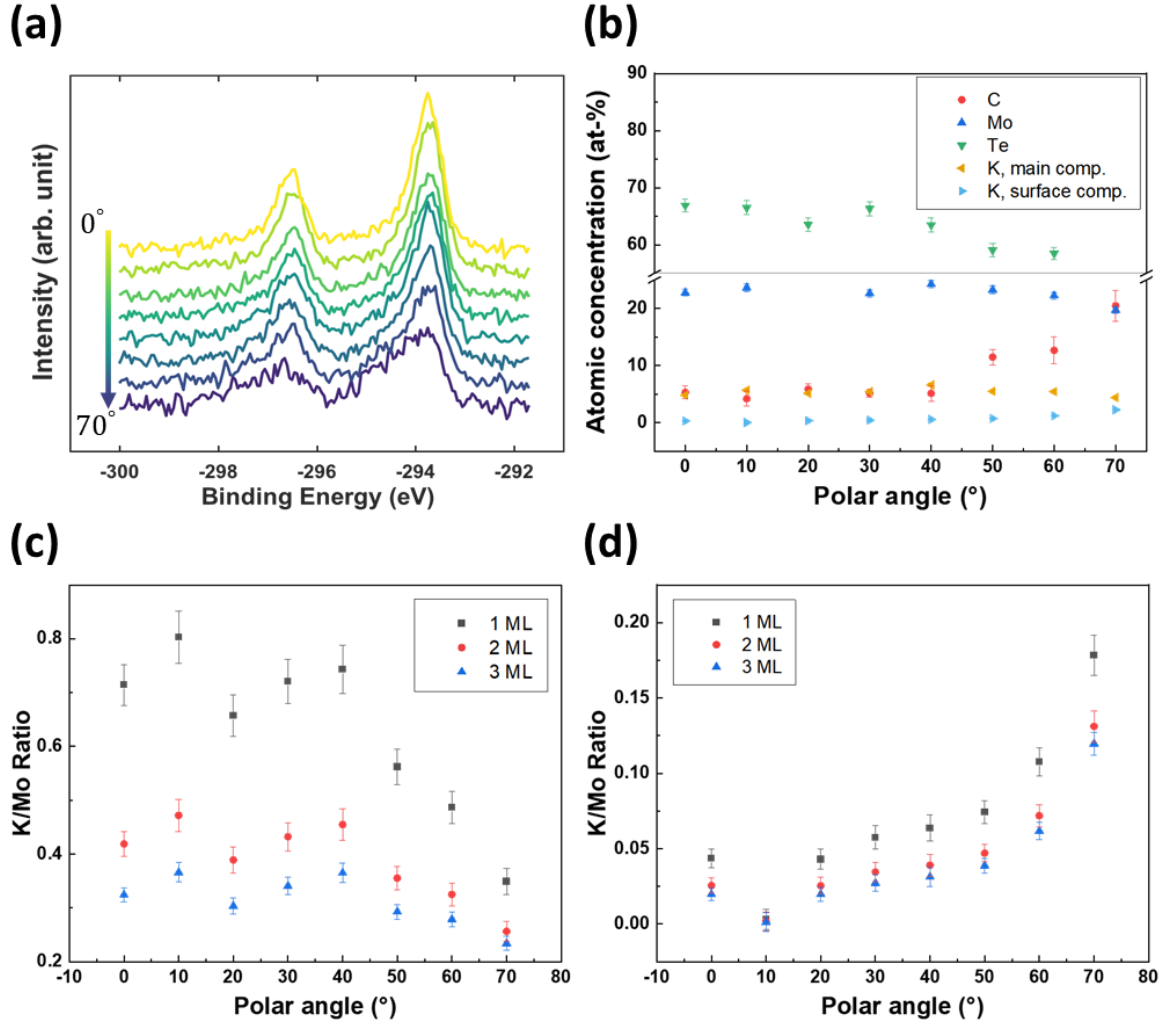 (a)
Intensity (arb. unit)
0°
70°
-300
-298
-296
-294
-292
Binding Energy (eV)
(b)
Atomic concentration (at-%)
90
80
70
60
20
10
0
C
Mo
Te
K, main comp.
K, surface comp.
0
10
20
30
40
50
60
70
Polar angle (°)
(c)
K/Mo Ratio
0.8
0.6
0.4
0.2
1 ML
2 ML
3 ML
-10
0
10
20
30
40
50
60
70
80
Polar angle (°)
(d)
K/Mo Ratio
0.20
0.15
0.10
0.05
0.00
1 ML
2 ML
3 ML
-10
0
10
20
30
40
50
60
70
80
Polar angle (°)